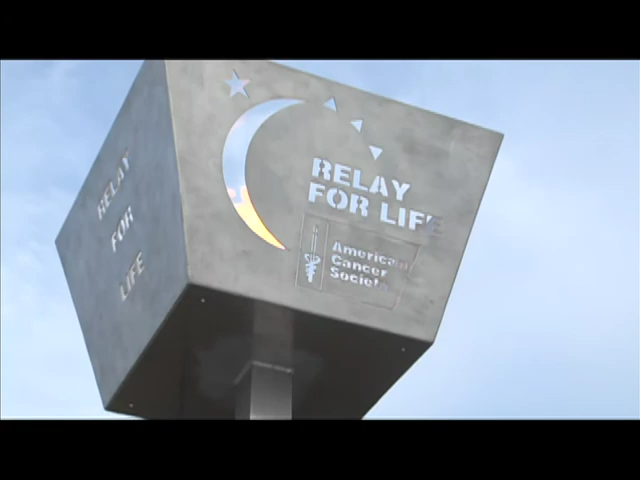 RELAY
FOR LIFE
American
Cancer
Society
RELAY
FOR
LIFE